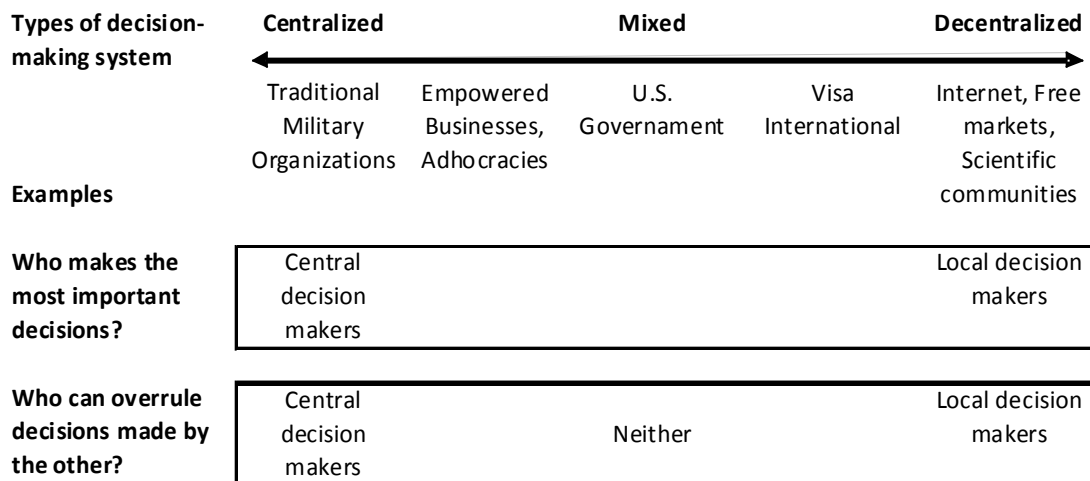 Types of decision-
making system
Centralized
Mixed
Decentralized
Traditional
Military
Organizations
Empowered
Businesses,
Adhocracies
U.S.
Governament
Visa
International
Internet, Free
markets,
Scientific
communities
Examples
Who makes the
most important
decisions?
Central
decision
makers
Local decision
makers
Who can overrule
decisions made by
the other?
Central
decision
makers
Neither
Local decision
makers